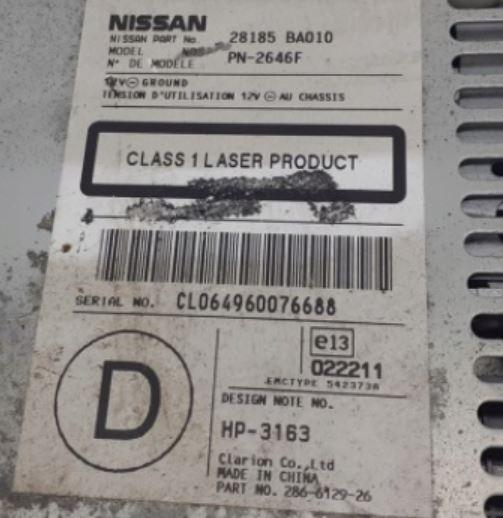 NISSAN
NISSAN PART No. 28185 BA010
MODEL
N° DE MODÈLE PN-2646F
12V ⊖ GROUND
TENSION D'UTILISATION 12V ⊖ AU CHASSIS
CLASS 1 LASER PRODUCT
SERIAL NO. CL064960076688
D
e13
022211
EMCTYPE 542373A
DESIGN NOTE NO.
HP-3163
Clarion Co.,Ltd
MADE IN CHINA
PART NO. 286-6129-26